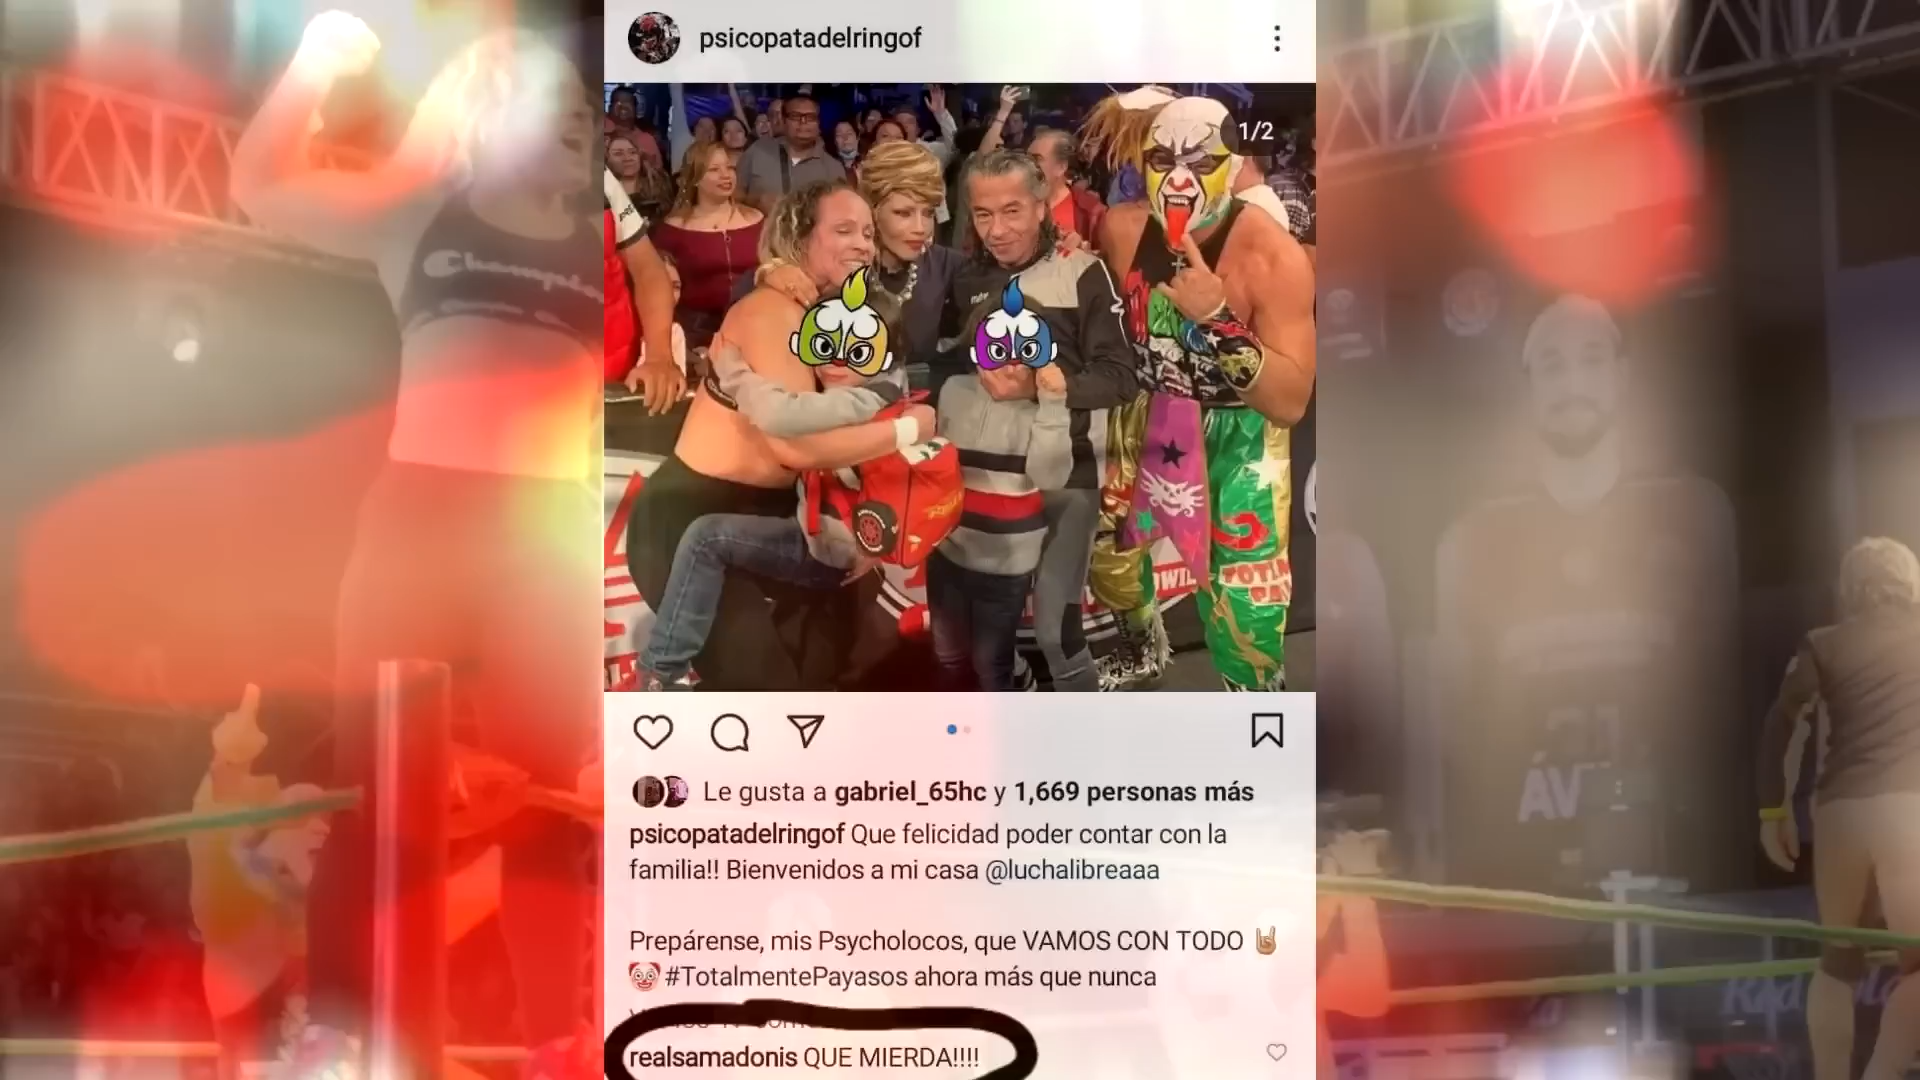 psicopatadelringof
1/2
Champion
Le gusta a gabriel_65hc y 1,669 personas más
psicopatadelringof Que felicidad poder contar con la
familia!! Bienvenidos a mi casa @luchalibreaaa
Prepárense, mis Psycholocos, que VAMOS CON TODO 🤘🏼
🤡 #TotalmentePayasos ahora más que nunca
realsamadonis QUE MIERDA!!!!